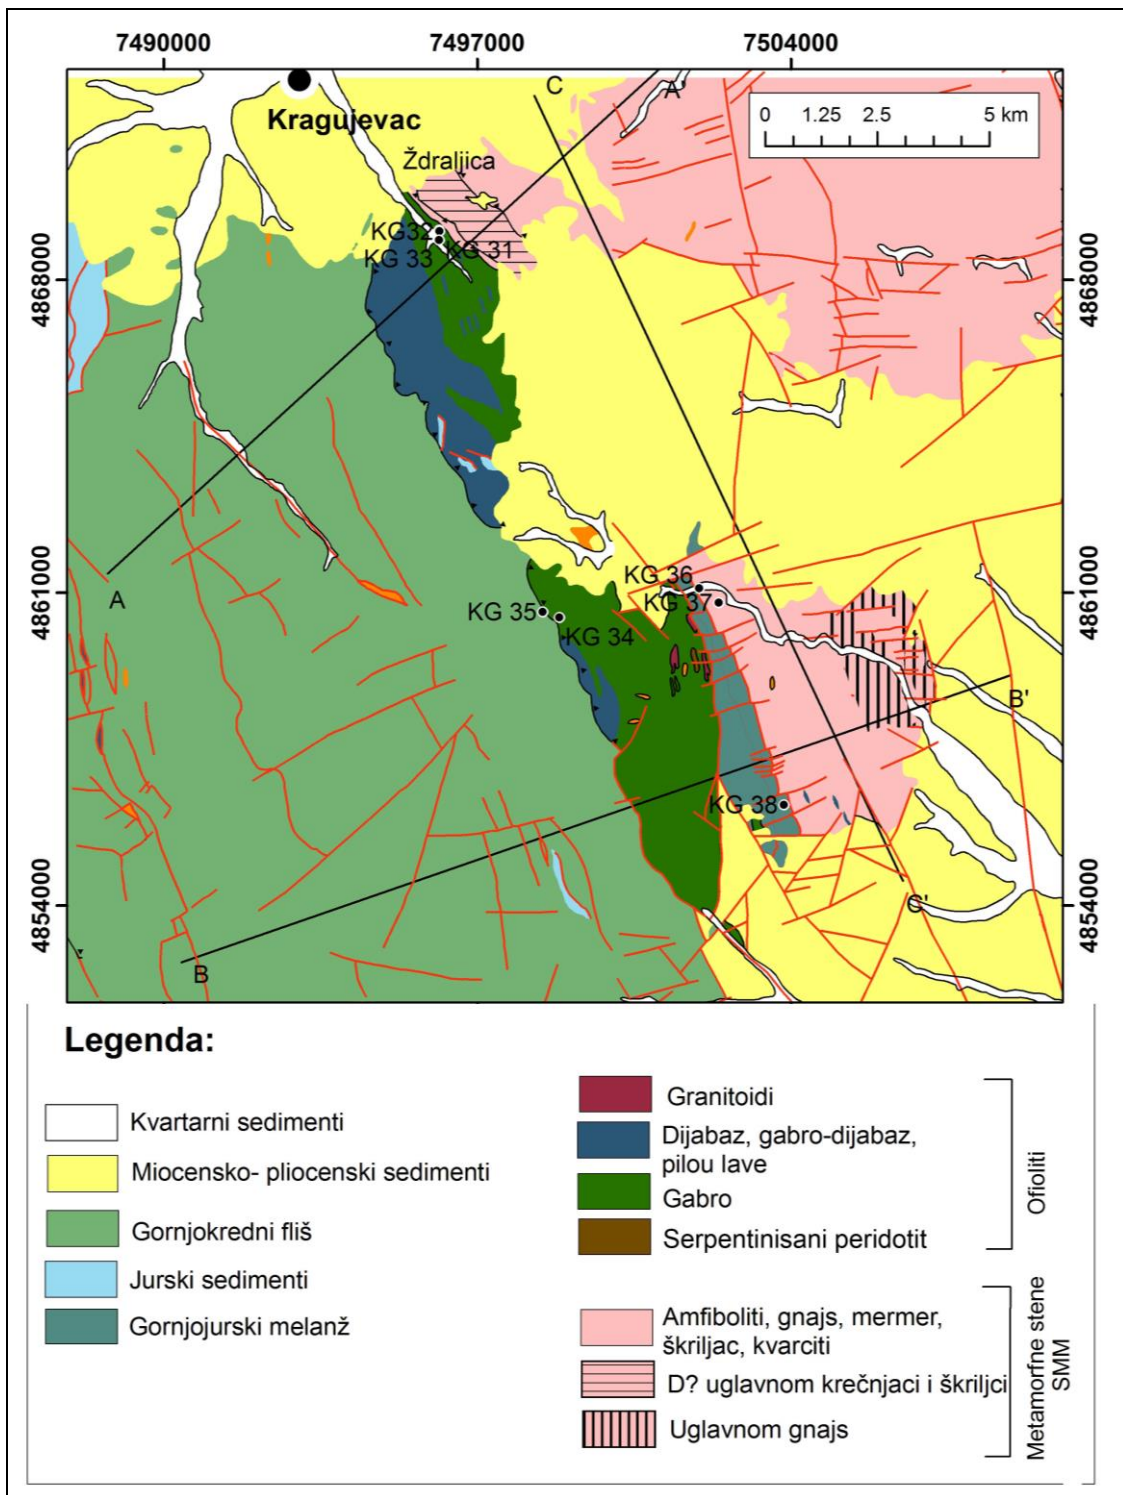 7490000 7497000 7504000
C
A'
0 1.25 2.5 5 km
Kragujevac
Ždraljica
KG32
KG 31
KG 33
4868000 4868000
4861000 4861000
KG 36
KG 37
A
KG 35
KG 34
B'
KG 38
4854000 4854000
C'
B
Legenda:
Kvartarni sedimenti
Miocensko- pliocenski sedimenti
Gornjokredni fliš
Jurski sedimenti
Gornjojurski melanž
Granitoidi
Dijabaz, gabro-dijabaz,
pilou lave
Gabro
Serpentinisani peridotit
Ofioliti
Amfiboliti, gnajs, mermer,
škriljac, kvarciti
D? uglavnom krečnjaci i škriljci
Uglavnom gnajs
Metamorfne stene
SMM